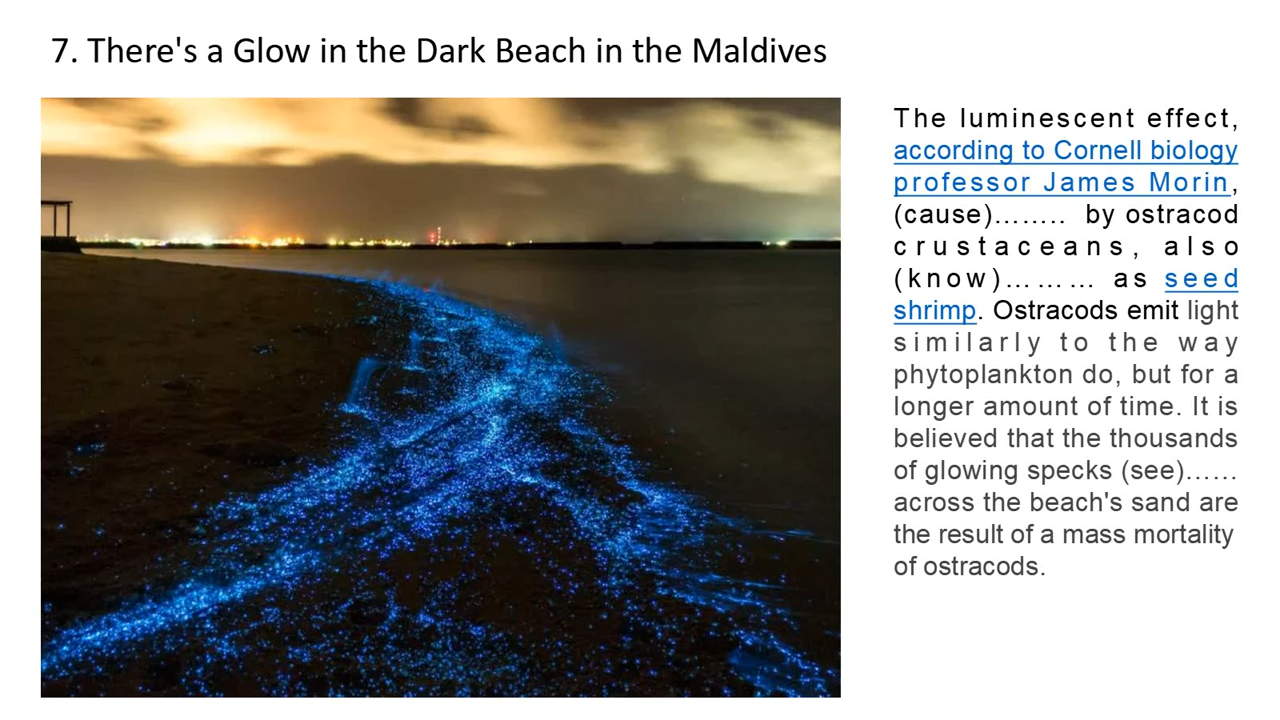 7. There's a Glow in the Dark Beach in the Maldives
The luminescent effect,
according to Cornell biology
professor James Morin,
(cause)…….. by ostracod
crustaceans, also
(know)……… as seed
shrimp. Ostracods emit light
similarly to the way
phytoplankton do, but for a
longer amount of time. It is
believed that the thousands
of glowing specks (see)……
across the beach's sand are
the result of a mass mortality
of ostracods.